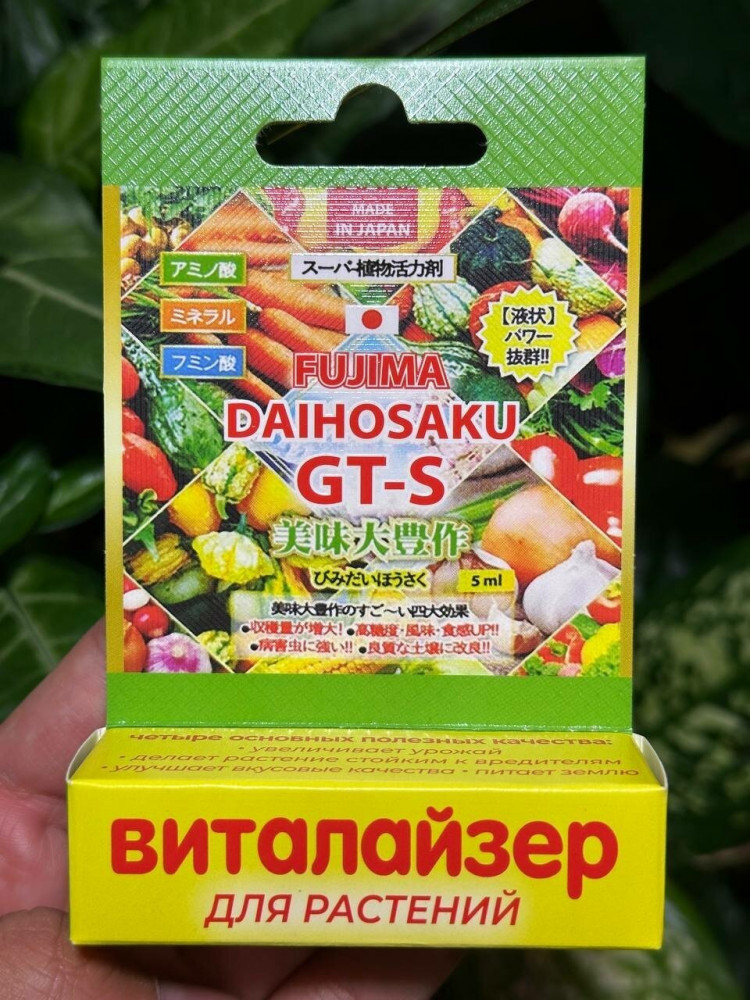 MADE
IN JAPAN
アミノ酸
スーパー植物活力剤
ミネラル
【液状】
パワー
抜群!!
フミン酸
FUJIMA
DAIHOSAKU
GT-S
美味大豊作
びみだいほうさく
5 ml
美味大豊作のすご〜い四大効果
•収穫量が増大! •高糖度・風味・食感UP!!
•病害虫に強い!! •良質な土壌に改良!!
четыре основных полезных качества:
• увеличивает урожай
• делает растение стойким к вредителям
• улучшает вкусовые качества • питает землю
виталайзер
ДЛЯ РАСТЕНИЙ